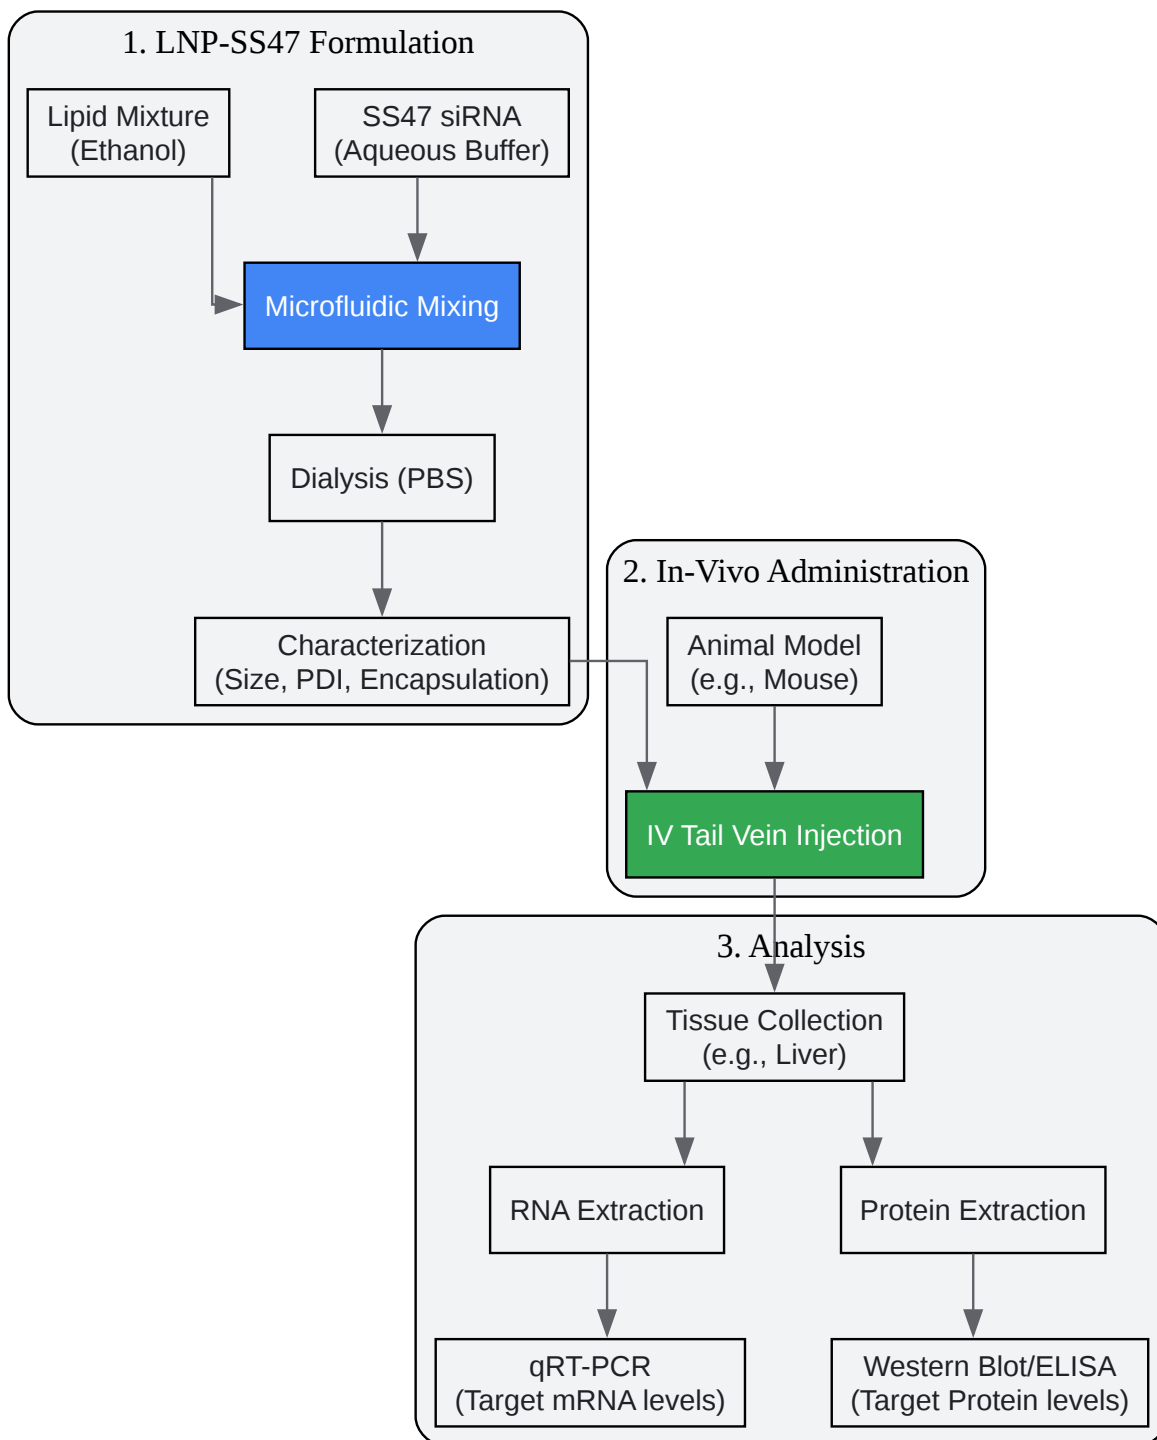 1. LNP-SS47 Formulation
Lipid Mixture
(Ethanol)
SS47 siRNA
(Aqueous Buffer)
Microfluidic Mixing
Dialysis (PBS)
Characterization
(Size, PDI, Encapsulation)
2. In-Vivo Administration
Animal Model
(e.g., Mouse)
IV Tail Vein Injection
3. Analysis
Tissue Collection
(e.g., Liver)
RNA Extraction
Protein Extraction
qRT-PCR
(Target mRNA levels)
Western Blot/ELISA
(Target Protein levels)